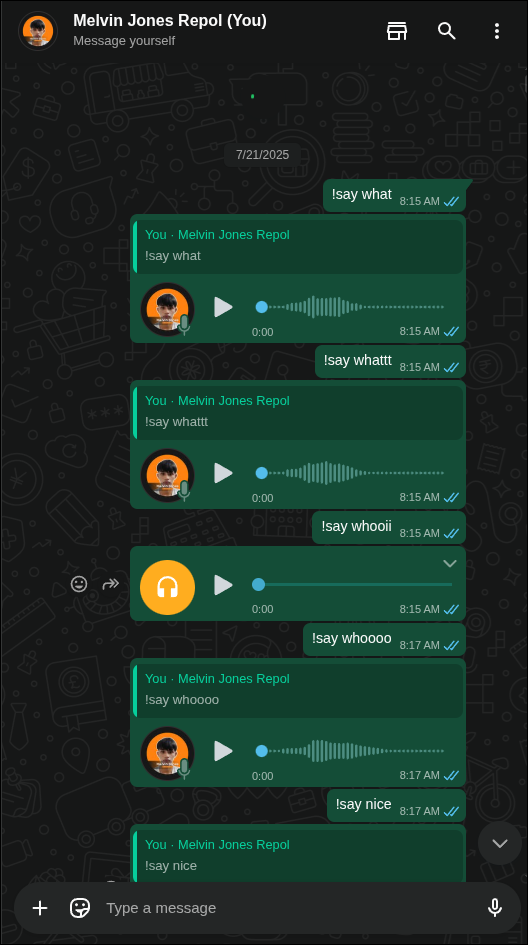 Melvin Jones Repol (You)
Message yourself
7/21/2025
!say what 8:15 AM
You · Melvin Jones Repol
!say what
0:00 8:15 AM
!say whattt 8:15 AM
You · Melvin Jones Repol
!say whattt
0:00 8:15 AM
!say whooii 8:15 AM
0:00 8:15 AM
!say whoooo 8:17 AM
You · Melvin Jones Repol
!say whoooo
0:00 8:17 AM
!say nice 8:17 AM
You · Melvin Jones Repol
!say nice
Type a message